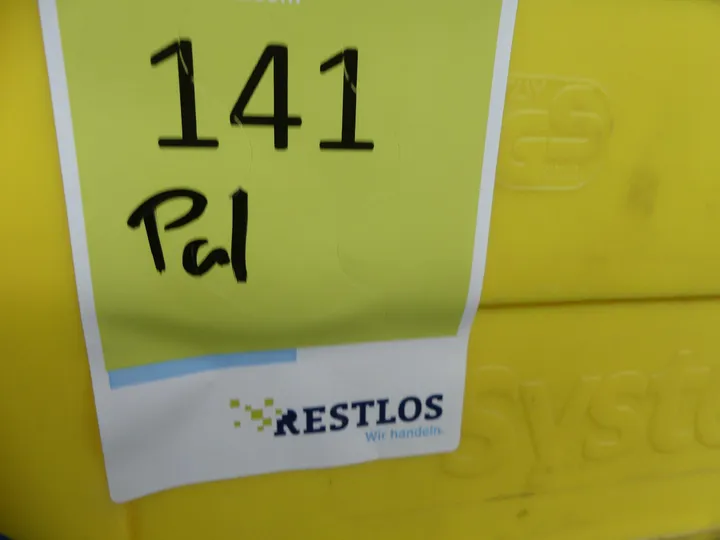 141
Pal
RESTLOS
Wir handeln.